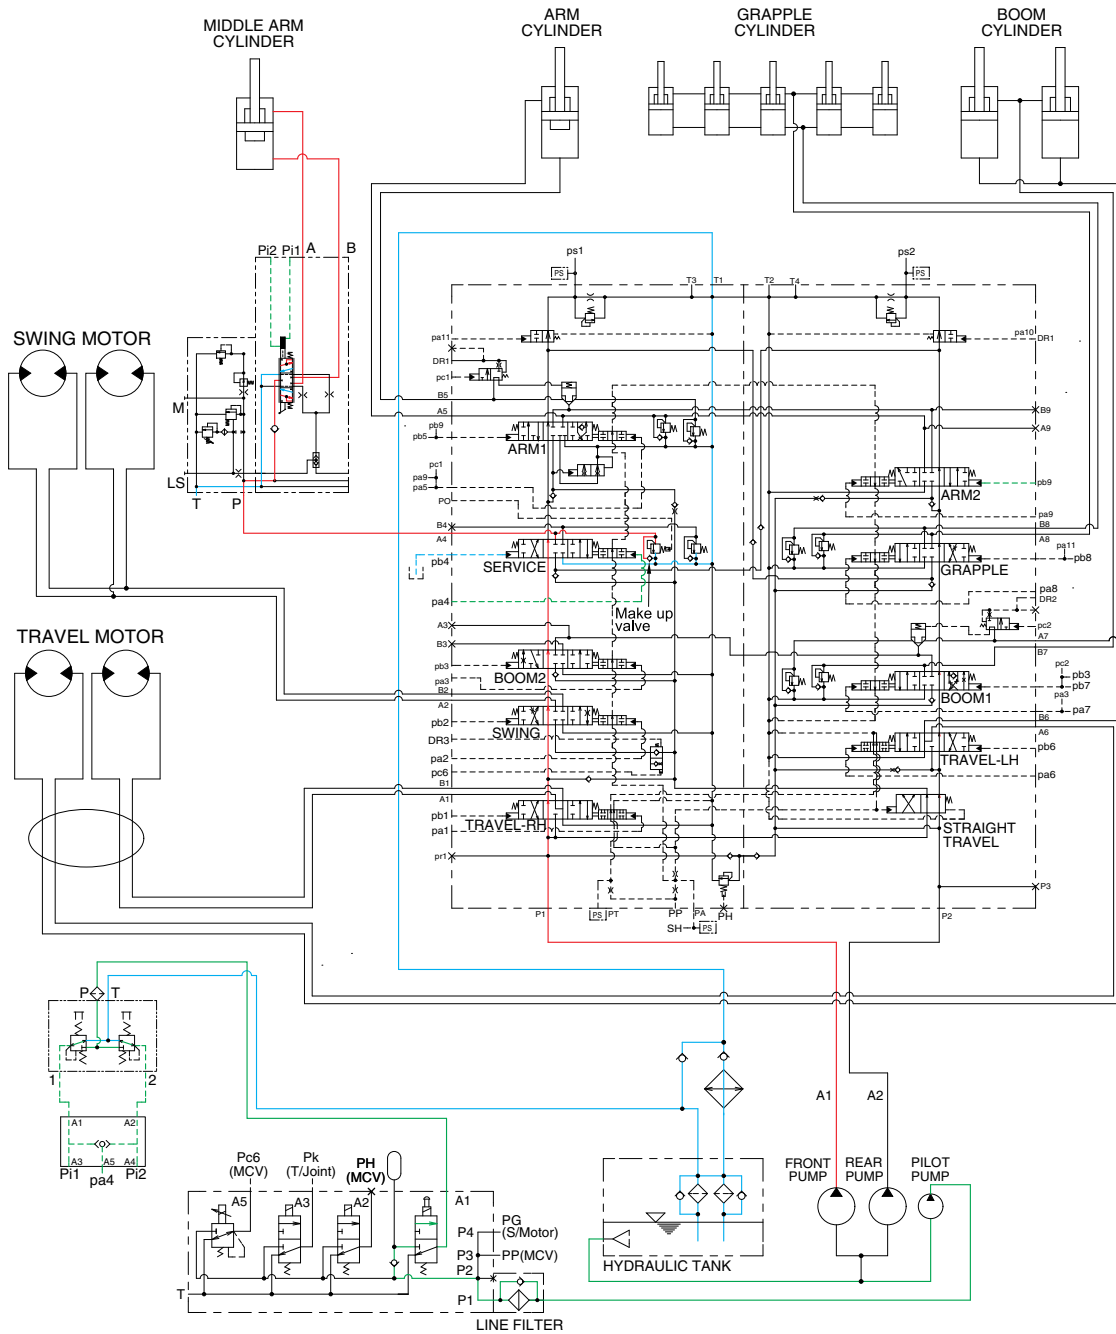 MIDDLE ARM
CYLINDER
ARM
CYLINDER
GRAPPLE
CYLINDER
BOOM
CYLINDER
Pi2
Pi1
A
B
SWING MOTOR
M
LS
T
P
TRAVEL MOTOR
ps1
PS
ps2
PS
T3
T1
T2
T4
pa11
DR1
pc1
B5
A5
pb9
pb5
ARM1
pc1
pa9
pa5
PO
B4
A4
pb4
SERVICE
pa4
Make up
valve
A3
B3
pb3
BOOM2
pa3
B2
A2
pb2
SWING
DR3
pa2
pc6
B1
A1
pb1
TRAVEL-RH
pa1
pr1
pa10
DR1
B9
A9
ARM2
pb9
pa9
B8
A8
pa11
pb8
GRAPPLE
pa8
DR2
pc2
A7
B7
pc2
pb3
pb7
BOOM1
pa3
pa7
B6
A6
pb6
TRAVEL-LH
pa6
STRAIGHT
TRAVEL
P3
P1
PS
PT
PP
PA
PH
SH
PS
P2
P
T
1
2
A1
A2
A3
A5
A4
Pi1
Pi2
pa4
Pc6
(MCV)
Pk
(T/Joint)
PH
(MCV)
A5
A3
A2
A1
P4
PG
(S/Motor)
P3
PP(MCV)
P2
T
P1
LINE FILTER
HYDRAULIC TANK
A1
A2
FRONT
PUMP
REAR
PUMP
PILOT
PUMP